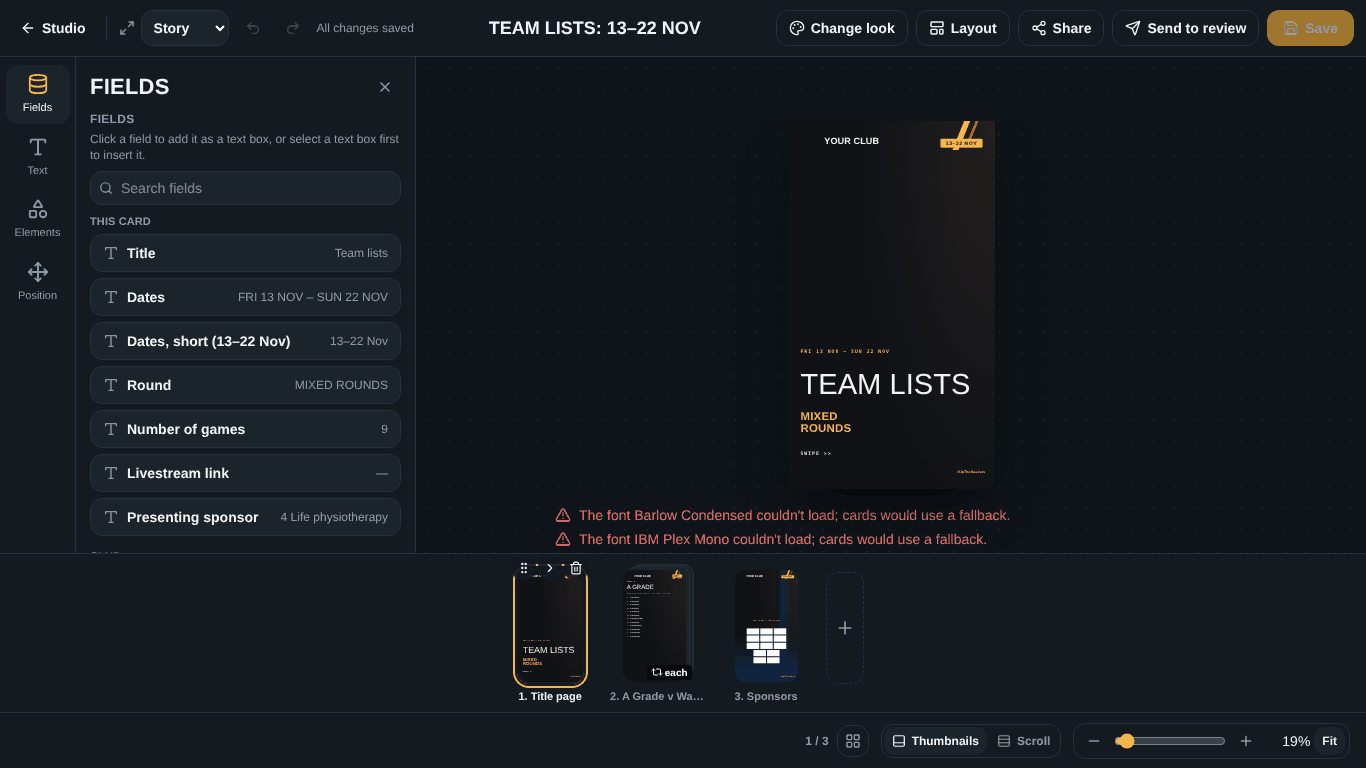 Studio
Story
All changes saved
TEAM LISTS: 13–22 NOV
Change look
Layout
Share
Send to review
Save
Fields
Text
Elements
Position
FIELDS
FIELDS
Click a field to add it as a text box, or select a text box first
to insert it.
Search fields
THIS CARD
Title Team lists
Dates FRI 13 NOV – SUN 22 NOV
Dates, short (13–22 Nov) 13–22 Nov
Round MIXED ROUNDS
Number of games 9
Livestream link —
Presenting sponsor 4 Life physiotherapy
YOUR CLUB
13–22 NOV
FRI 13 NOV – SUN 22 NOV
TEAM LISTS
MIXED
ROUNDS
SWIPE >>
The font Barlow Condensed couldn't load; cards would use a fallback.
The font IBM Plex Mono couldn't load; cards would use a fallback.
TEAM LISTS
MIXED
ROUNDS
1. Title page
YOUR CLUB
A GRADE
each
2. A Grade v Wa…
YOUR CLUB
3. Sponsors
1 / 3
Thumbnails
Scroll
19%
Fit